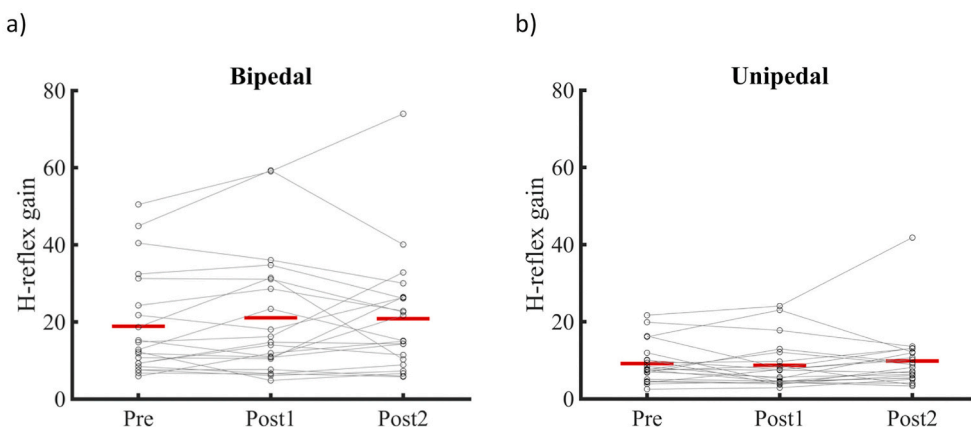 a)
b)
Bipedal
Unipedal
H-reflex gain
80
60
40
20
0
Pre Post1 Post2
H-reflex gain
80
60
40
20
0
Pre Post1 Post2